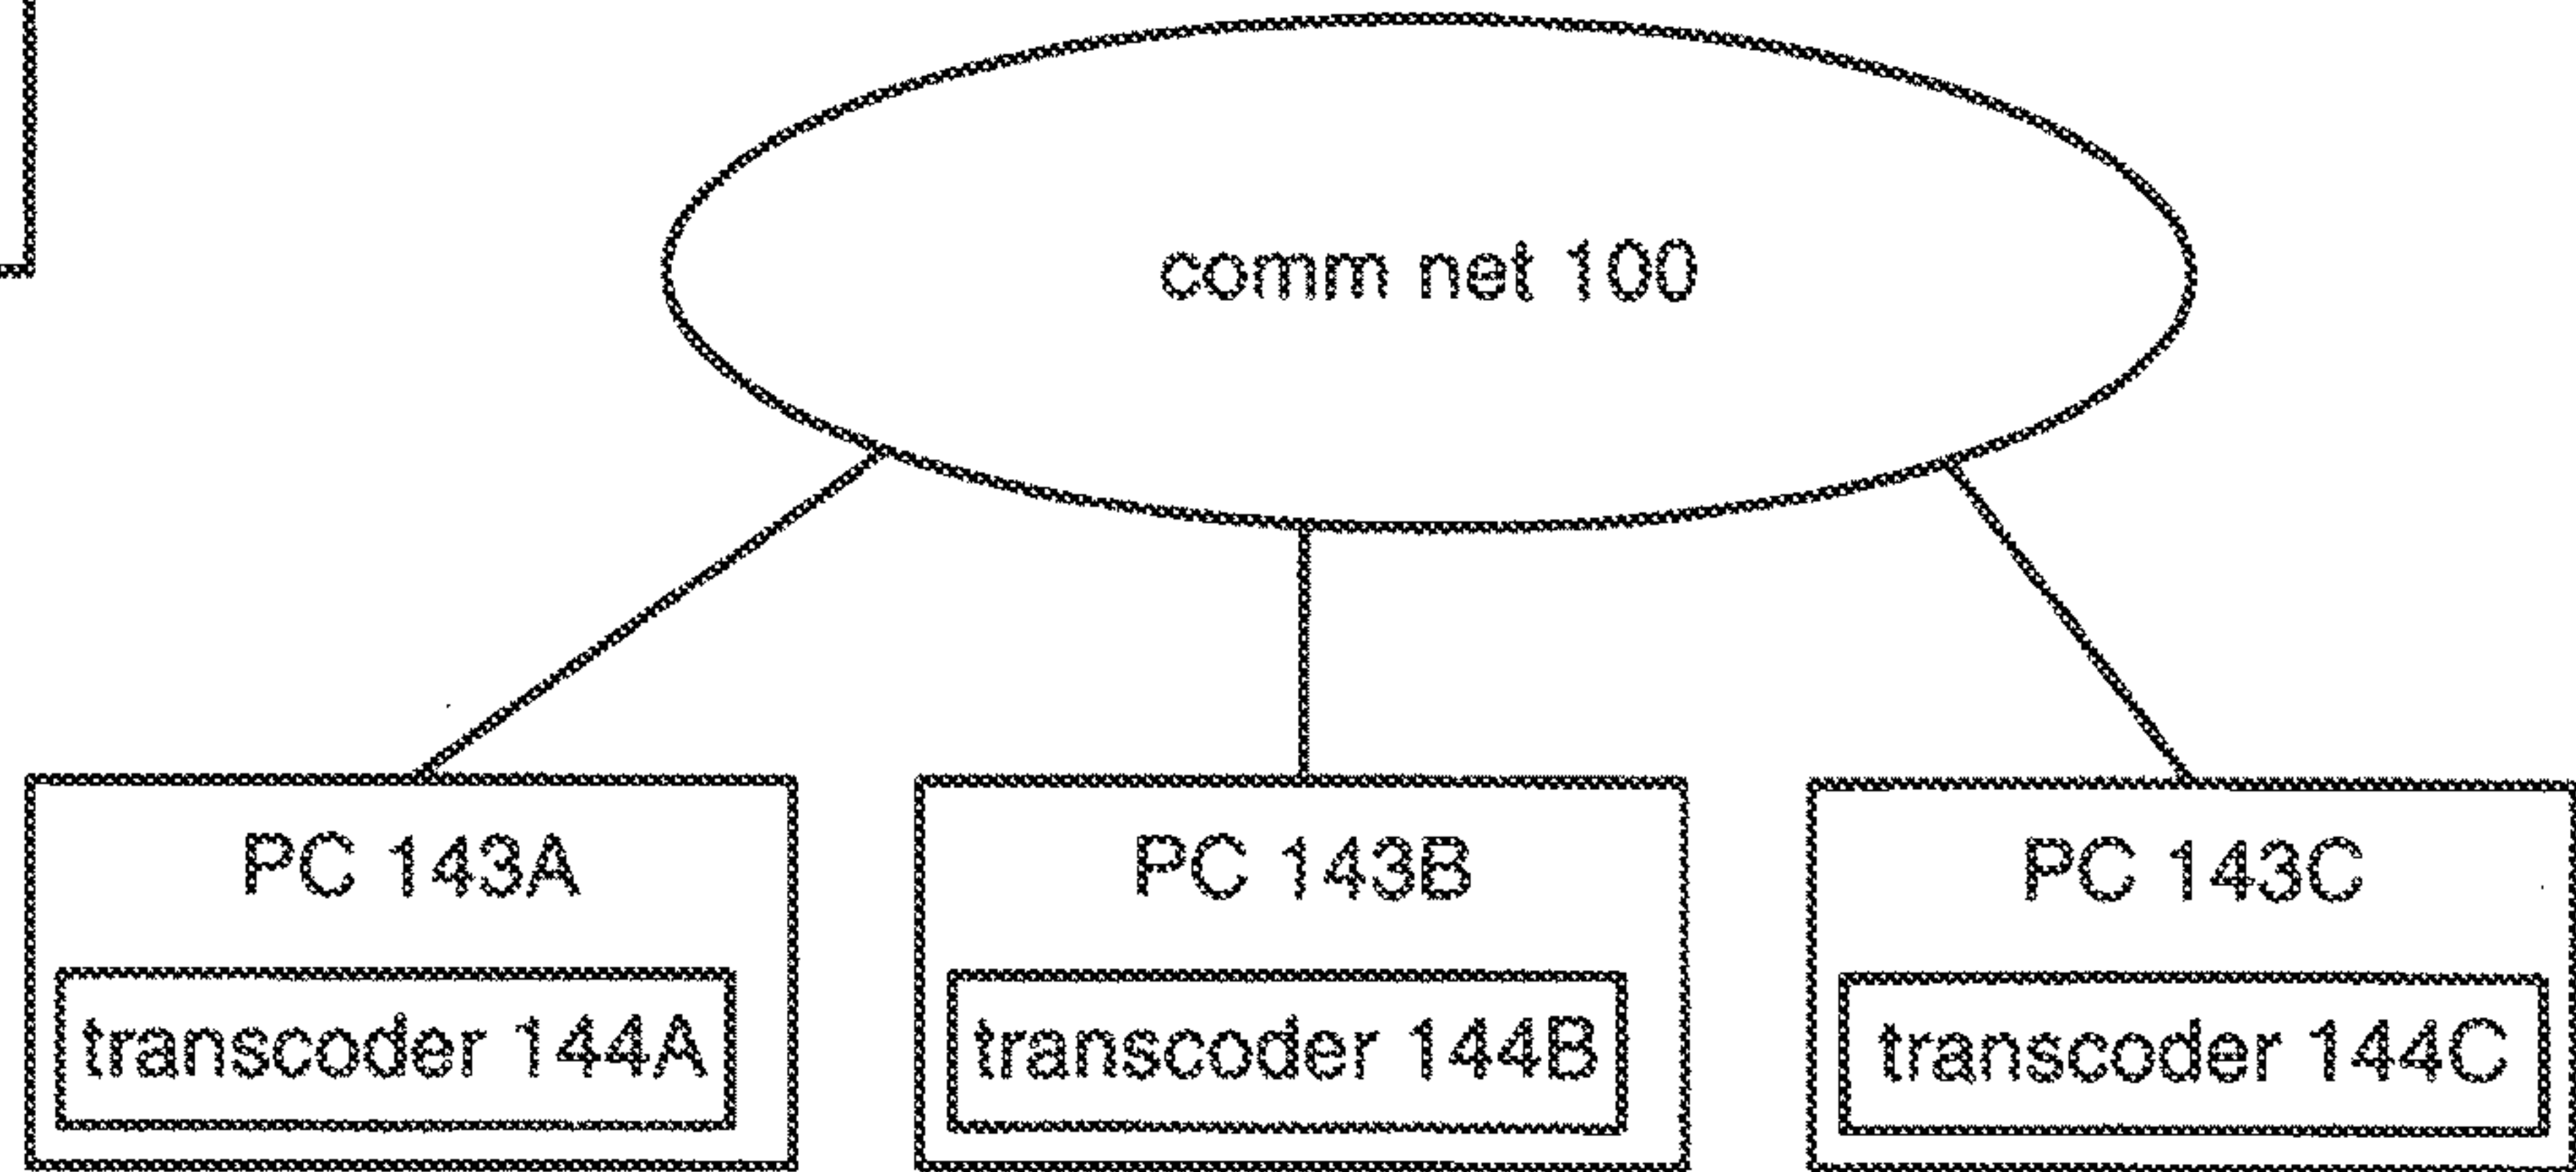 comm net 100
PC 143A
PC 143B
PC 143C
transcoder 144A
transcoder 144B
transcoder 144C